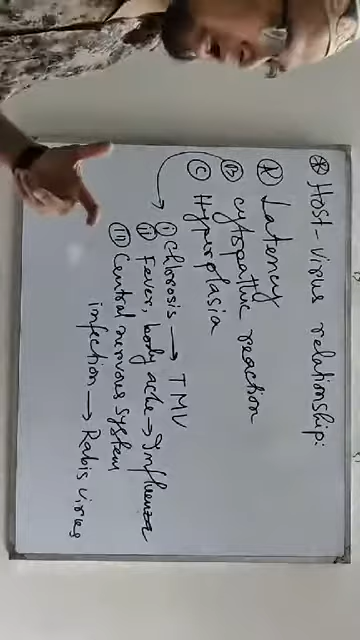 ⊛ Host-virus relationship:
Ⓐ Latency
Ⓑ cytopathic reaction
Ⓒ Hyperplasia
ⓘ Chlorosis → TMV
ⓘⓘ Fever, body ache → Influenza
ⓘⓘⓘ Central nervous system
infection → Rabis virus